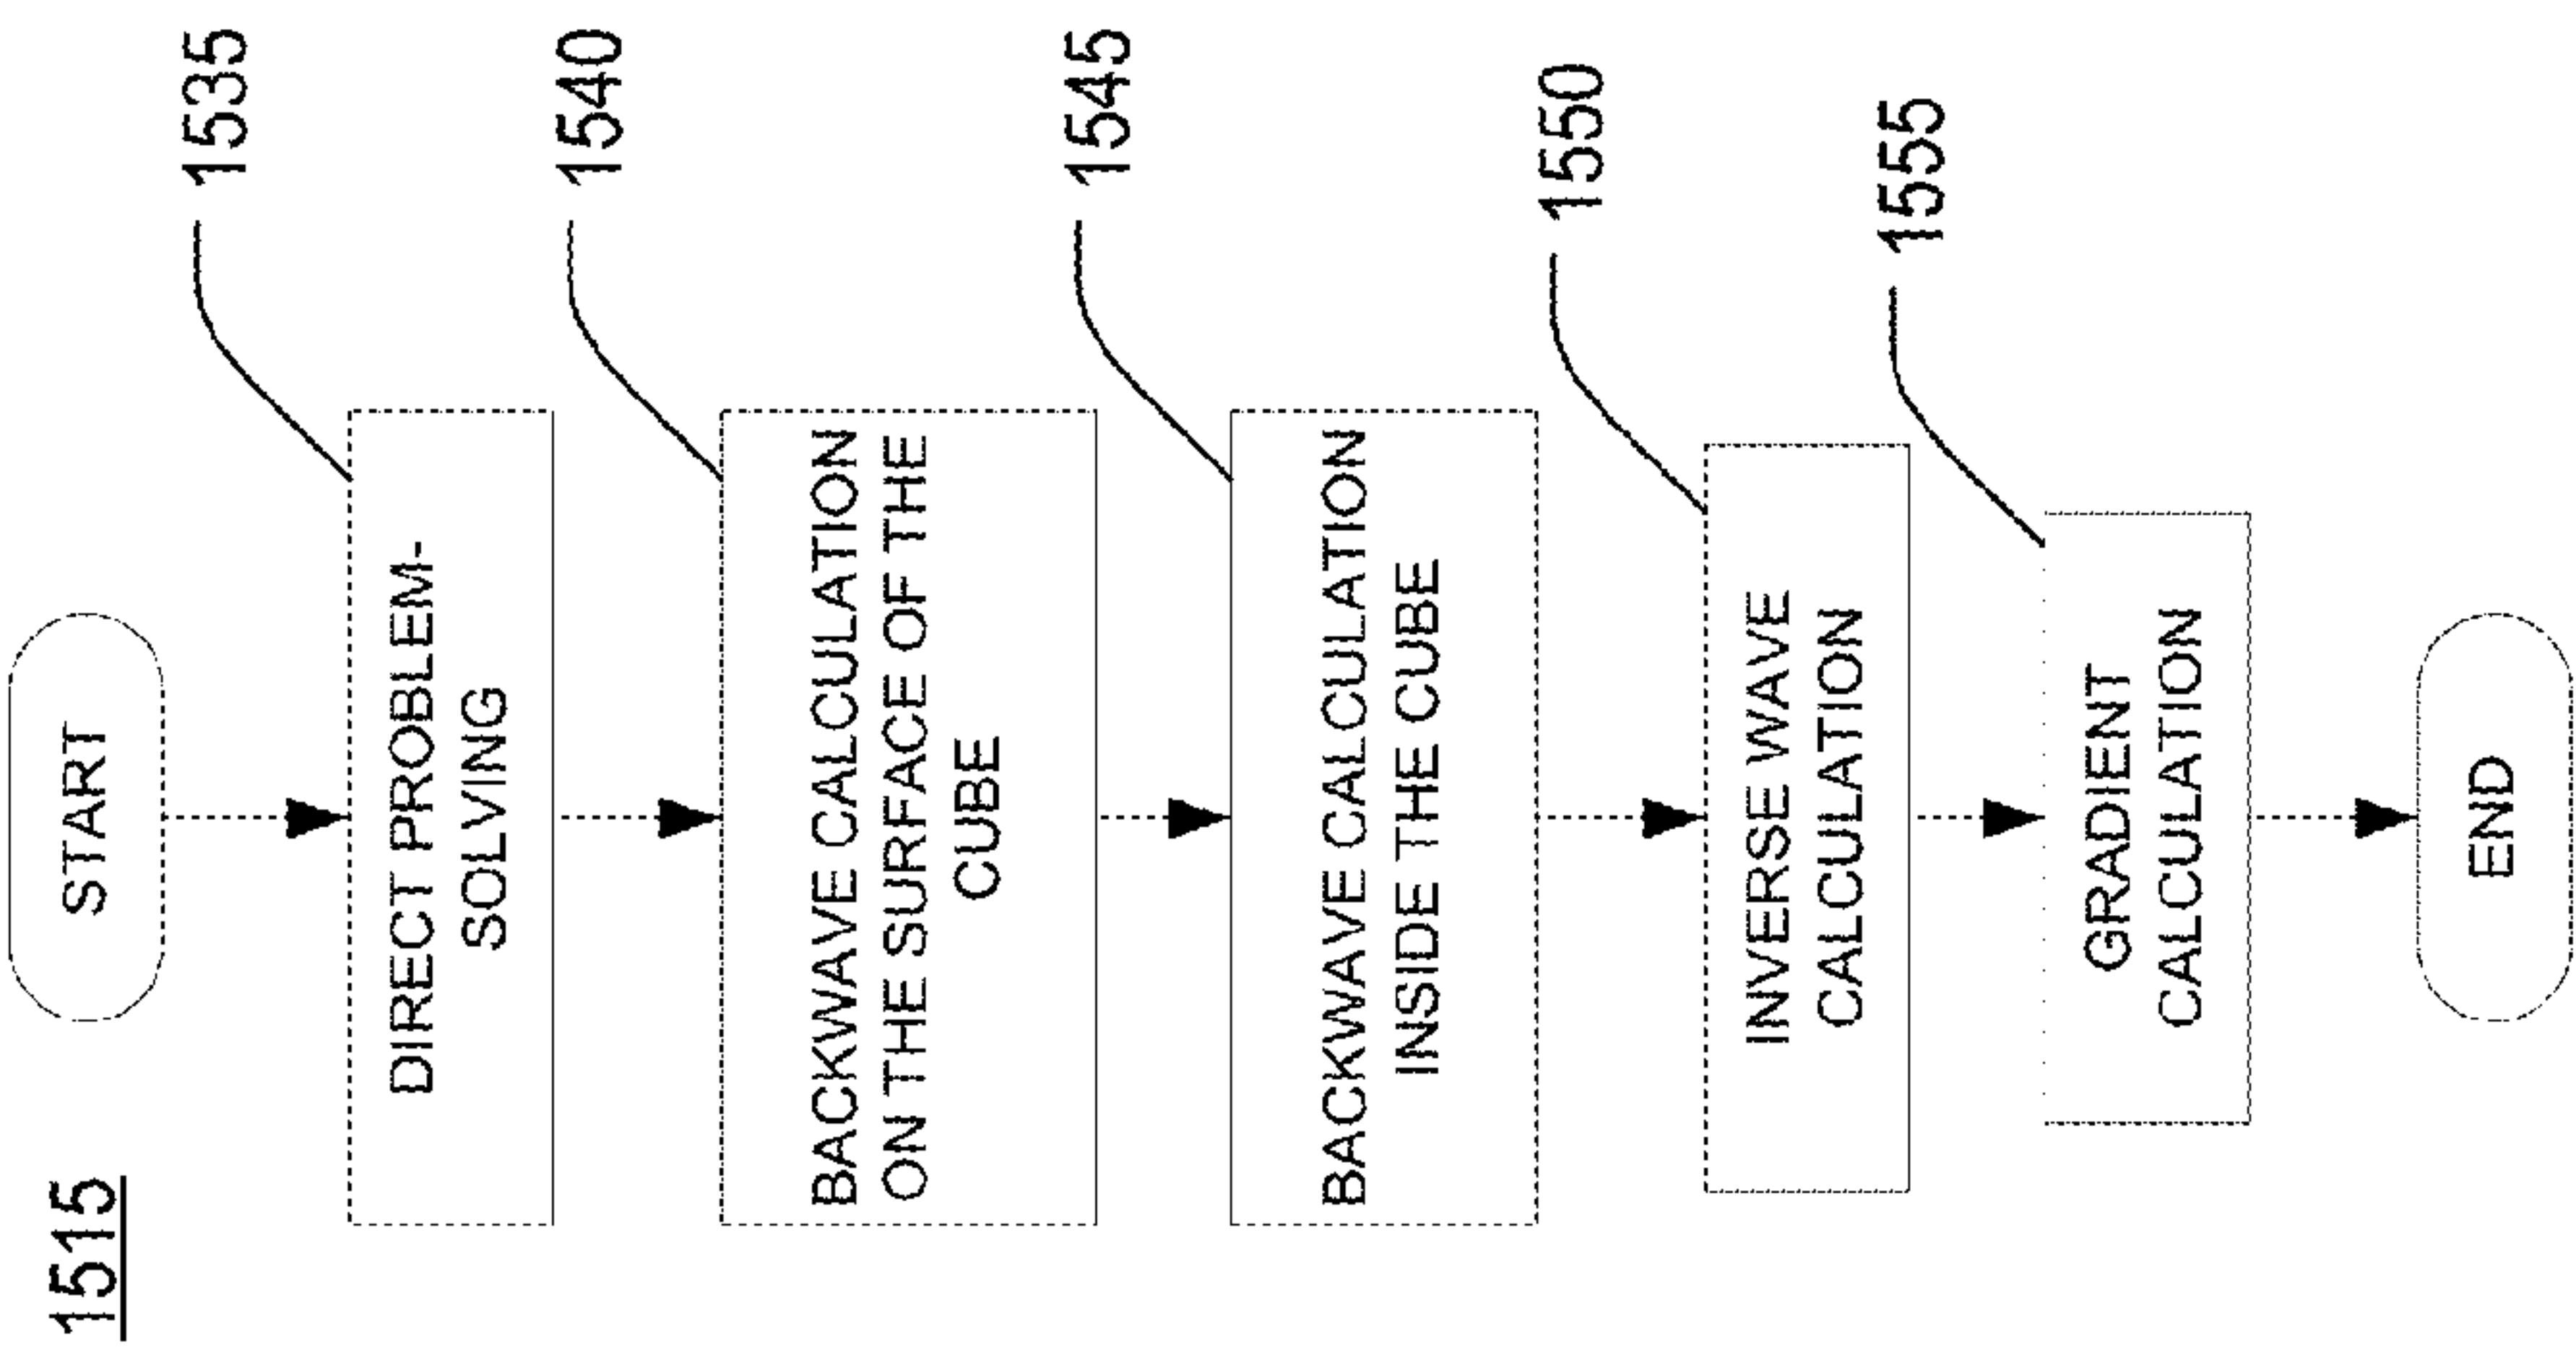 1515
START
1535
DIRECT PROBLEM-
SOLVING
1540
BACKWAVE CALCULATION
ON THE SURFACE OF THE
CUBE
1545
BACKWAVE CALCULATION
INSIDE THE CUBE
1550
INVERSE WAVE
CALCULATION
1555
GRADIENT
CALCULATION
END